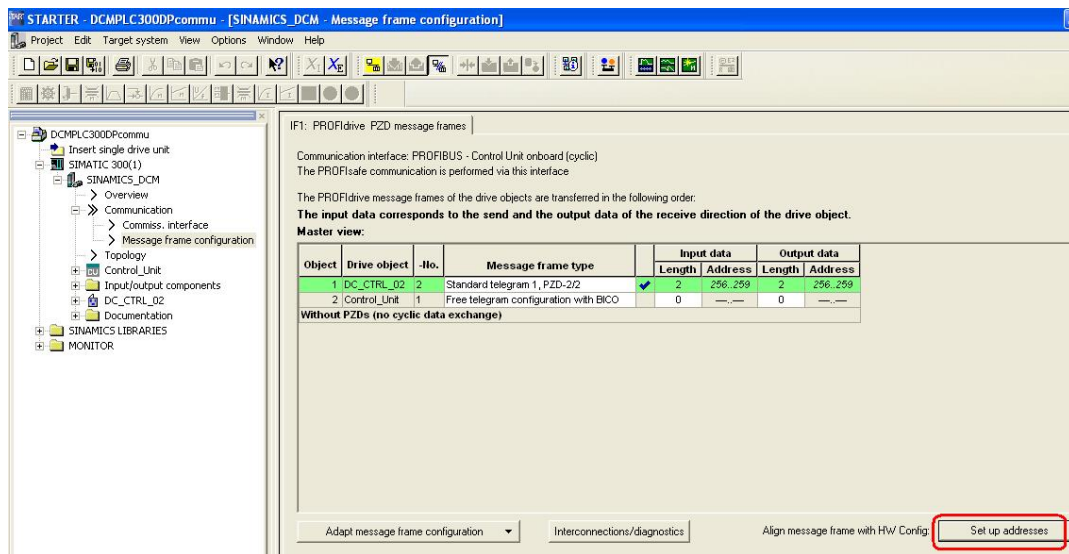 STARTER - DCMPLC300DPcommu - [SINAMICS_DCM - Message frame configuration]
Project Edit Target system View Options Window Help
DCMPLC300DPcommu
Insert single drive unit
SIMATIC 300(1)
SINAMICS_DCM
Overview
Communication
Commiss. interface
Message frame configuration
Topology
Control_Unit
Input/output components
DC_CTRL_02
Documentation
SINAMICS LIBRARIES
MONITOR
IF1: PROFIdrive PZD message frames
Communication interface: PROFIBUS - Control Unit onboard (cyclic)
The PROFIsafe communication is performed via this interface
The PROFIdrive message frames of the drive objects are transferred in the following order:
The input data corresponds to the send and the output data of the receive direction of the drive object.
Master view:
Object Drive object -No. Message frame type Input data Output data
Length Address Length Address
1 DC_CTRL_02 2 Standard telegram 1, PZD-2/2 2 256..259 2 256..259
2 Control_Unit 1 Free telegram configuration with BICO 0 ---..--- 0 ---..---
Without PZDs (no cyclic data exchange)
Adapt message frame configuration Interconnections/diagnostics Align message frame with HW Config: Set up addresses